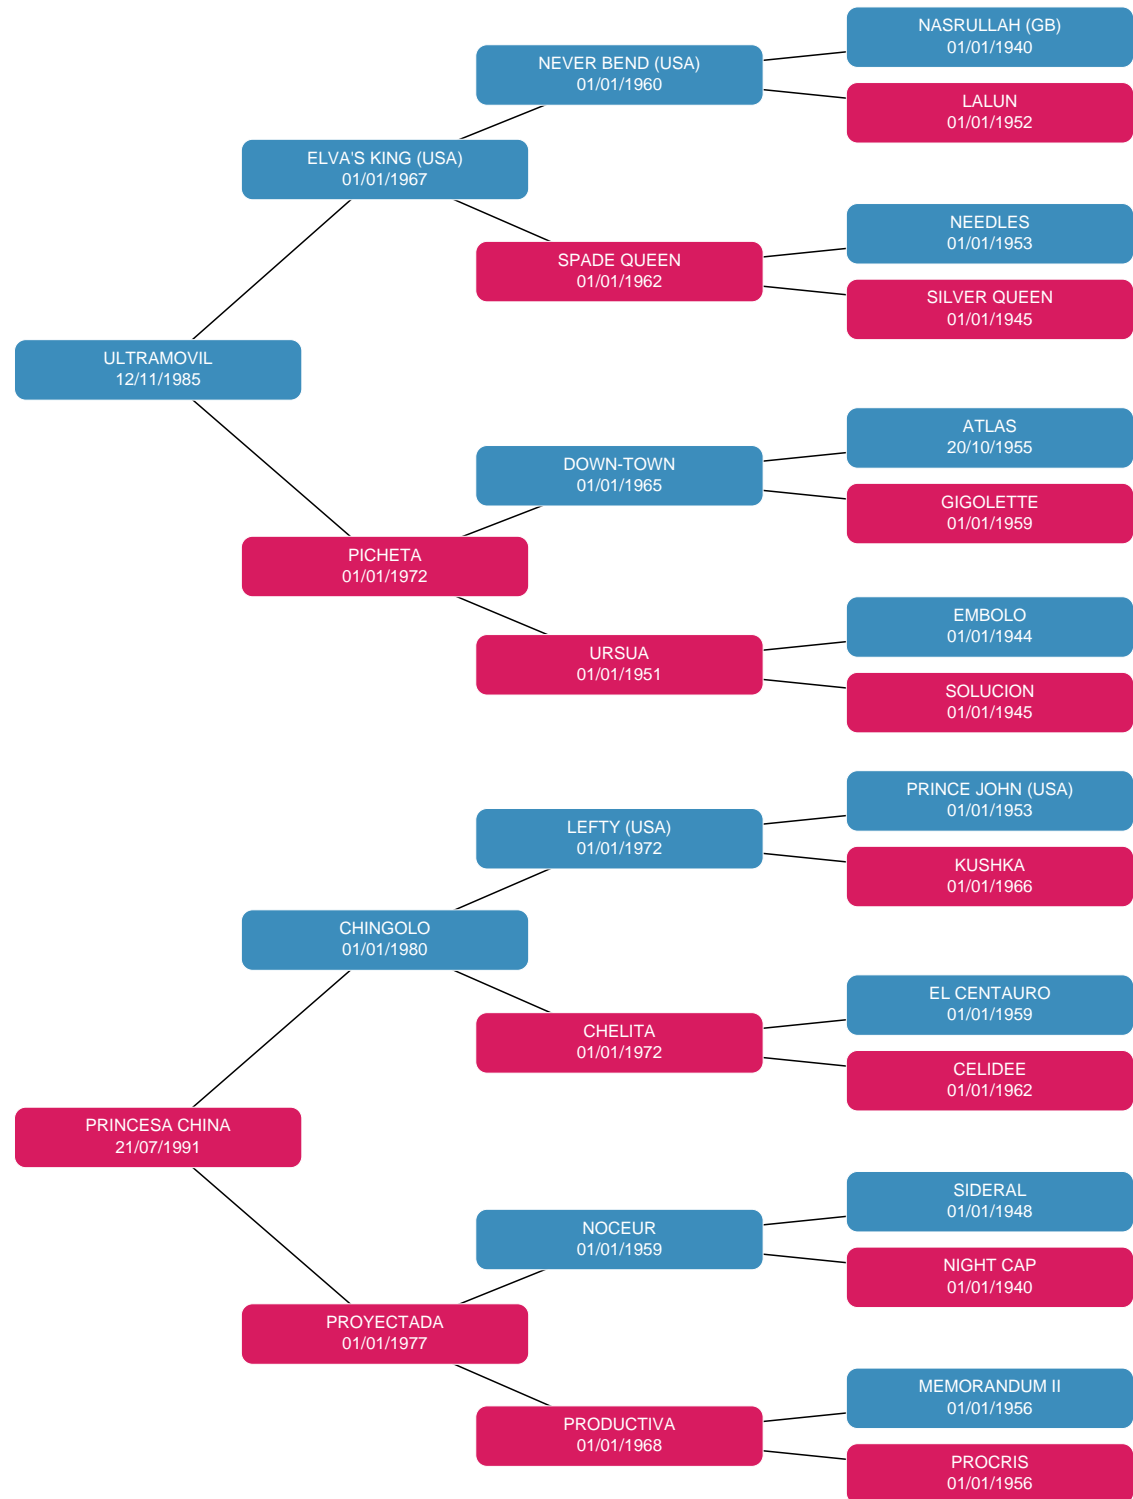 NASRULLAH (GB)
01/01/1940
NEVER BEND (USA)
01/01/1960
LALUN
01/01/1952
ELVA'S KING (USA)
01/01/1967
NEEDLES
01/01/1953
SPADE QUEEN
01/01/1962
SILVER QUEEN
01/01/1945
ULTRAMOVIL
12/11/1985
ATLAS
20/10/1955
DOWN-TOWN
01/01/1965
GIGOLETTE
01/01/1959
PICHETA
01/01/1972
EMBOLO
01/01/1944
URSUA
01/01/1951
SOLUCION
01/01/1945
PRINCE JOHN (USA)
01/01/1953
LEFTY (USA)
01/01/1972
KUSHKA
01/01/1966
CHINGOLO
01/01/1980
EL CENTAURO
01/01/1959
CHELITA
01/01/1972
CELIDEE
01/01/1962
PRINCESA CHINA
21/07/1991
SIDERAL
01/01/1948
NOCEUR
01/01/1959
NIGHT CAP
01/01/1940
PROYECTADA
01/01/1977
MEMORANDUM II
01/01/1956
PRODUCTIVA
01/01/1968
PROCRIS
01/01/1956